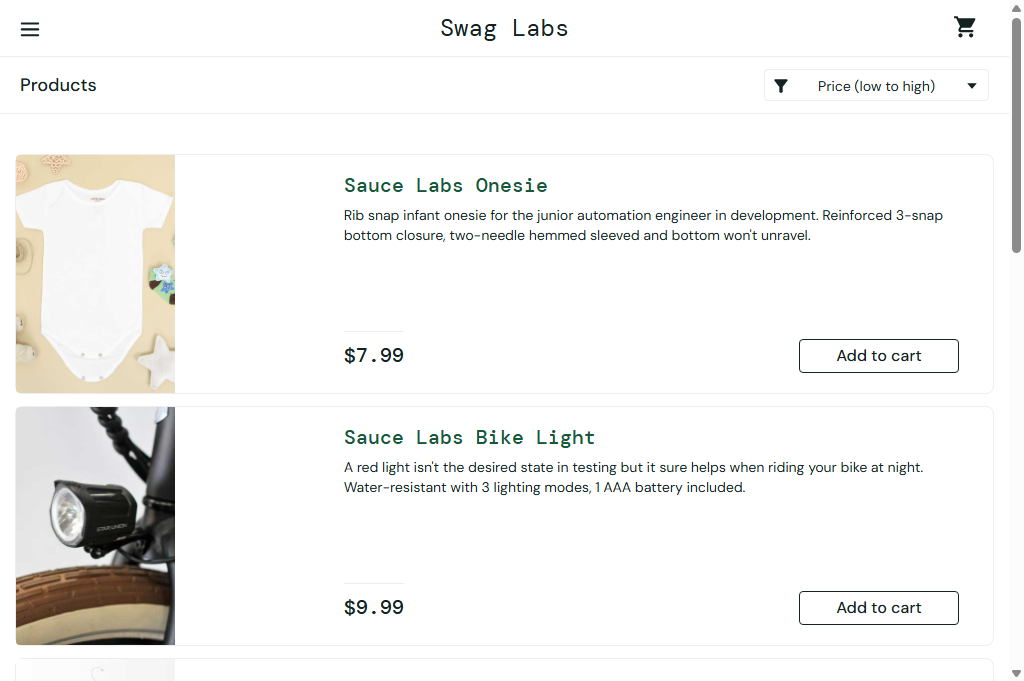 Swag Labs
Products
Price (low to high)
Sauce Labs Onesie
Rib snap infant onesie for the junior automation engineer in development. Reinforced 3-snap
bottom closure, two-needle hemmed sleeved and bottom won't unravel.
$7.99
Add to cart
Sauce Labs Bike Light
A red light isn't the desired state in testing but it sure helps when riding your bike at night.
Water-resistant with 3 lighting modes, 1 AAA battery included.
$9.99
Add to cart